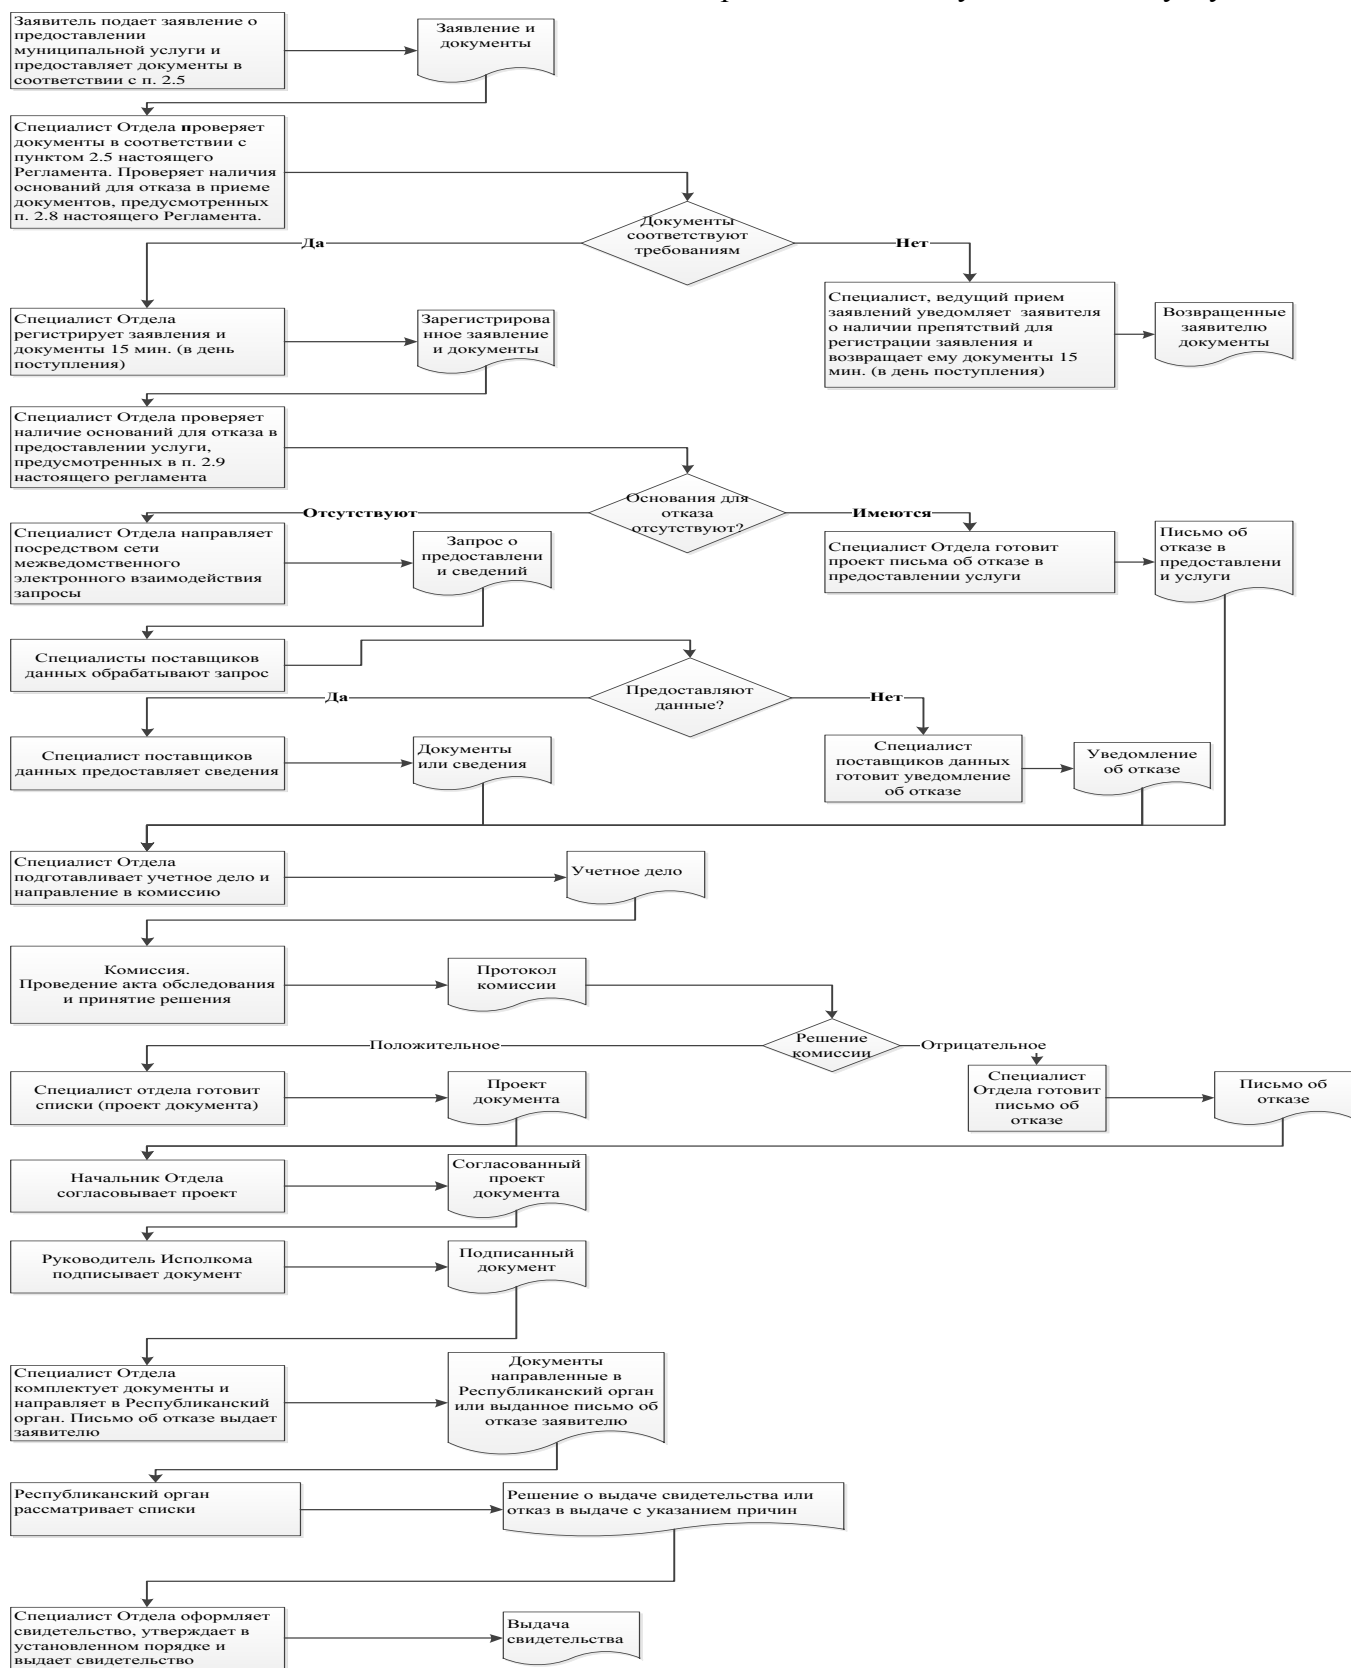 Заявитель подает заявление о
предоставлении
муниципальной услуги и
предоставляет документы в
соответствии с п. 2.5
Заявление и
документы
Специалист Отдела проверяет
документы в соответствии с
пунктом 2.5 настоящего
Регламента. Проверяет наличия
оснований для отказа в приеме
документов, предусмотренных
п. 2.8 настоящего Регламента.
Документы
соответствуют
требованиям
Да
Нет
Специалист Отдела
регистрирует заявления и
документы 15 мин. (в день
поступления)
Зарегистрирова
нное заявление
и документы
Специалист, ведущий прием
заявлений уведомляет заявителя
о наличии препятствий для
регистрации заявления и
возвращает ему документы 15
мин. (в день поступления)
Возвращенные
заявителю
документы
Специалист Отдела проверяет
наличие оснований для отказа в
предоставлении услуги,
предусмотренных в п. 2.9
настоящего регламента
Основания для
отказа
отсутствуют?
Отсутствуют
Имеются
Специалист Отдела направляет
посредством сети
межведомственного
электронного взаимодействия
запросы
Запрос о
предоставлени
и сведений
Специалист Отдела готовит
проект письма об отказе в
предоставлении услуги
Письмо об
отказе в
предоставлени
и услуги
Специалисты поставщиков
данных обрабатывают запрос
Предоставляют
данные?
Да
Нет
Специалист поставщиков
данных предоставляет сведения
Документы
или сведения
Специалист
поставщиков данных
готовит уведомление
об отказе
Уведомление
об отказе
Специалист Отдела
подготавливает учетное дело и
направление в комиссию
Учетное дело
Комиссия.
Проведение акта обследования
и принятие решения
Протокол
комиссии
Решение
комиссии
Положительное
Отрицательное
Специалист отдела готовит
списки (проект документа)
Проект
документа
Специалист
Отдела готовит
письмо об
отказе
Письмо об
отказе
Начальник Отдела
согласовывает проект
Согласованный
проект
документа
Руководитель Исполкома
подписывает документ
Подписанный
документ
Специалист Отдела
комплектует документы и
направляет в Республиканский
орган. Письмо об отказе выдает
заявителю
Документы
направленные в
Республиканский орган
или выданное письмо об
отказе заявителю
Республиканский орган
рассматривает списки
Решение о выдаче свидетельства или
отказ в выдаче с указанием причин
Специалист Отдела оформляет
свидетельство, утверждает в
установленном порядке и
выдает свидетельство
Выдача
свидетельства